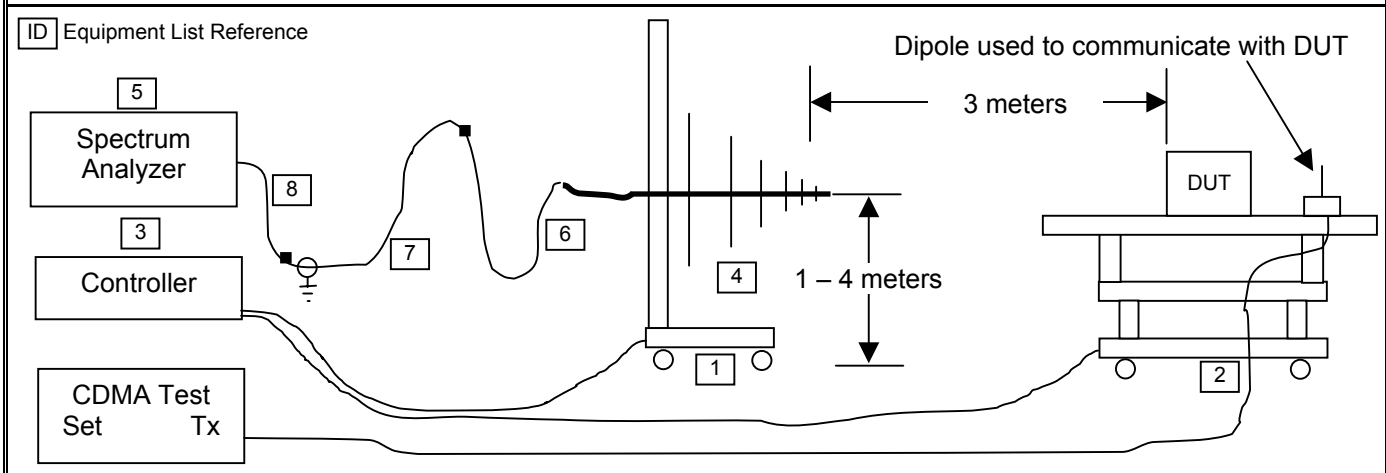 ID Equipment List Reference
Dipole used to communicate with DUT
5
3 meters
Spectrum
Analyzer
DUT
8
3
6
7
4
Controller
1 – 4 meters
1
2
CDMA Test
Set Tx